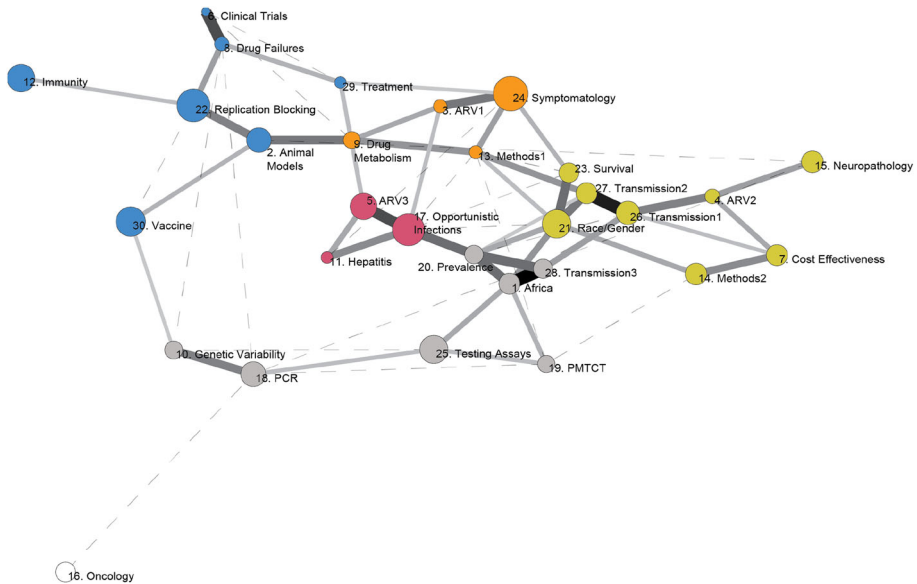 6. Clinical Trials
8. Drug Failures
12. Immunity
29. Treatment
24. Symptomatology
3. ARV1
22. Replication Blocking
2. Animal
Models
9. Drug
Metabolism
13. Methods1
15. Neuropathology
23. Survival
27. Transmission2
4. ARV2
26. Transmission1
5. ARV3
17. Opportunistic
Infections
21. Race/Gender
30. Vaccine
11. Hepatitis
20. Prevalence
28. Transmission3
7. Cost Effectiveness
14. Methods2
1. Africa
10. Genetic Variability
25. Testing Assays
19. PMTCT
18. PCR
16. Oncology